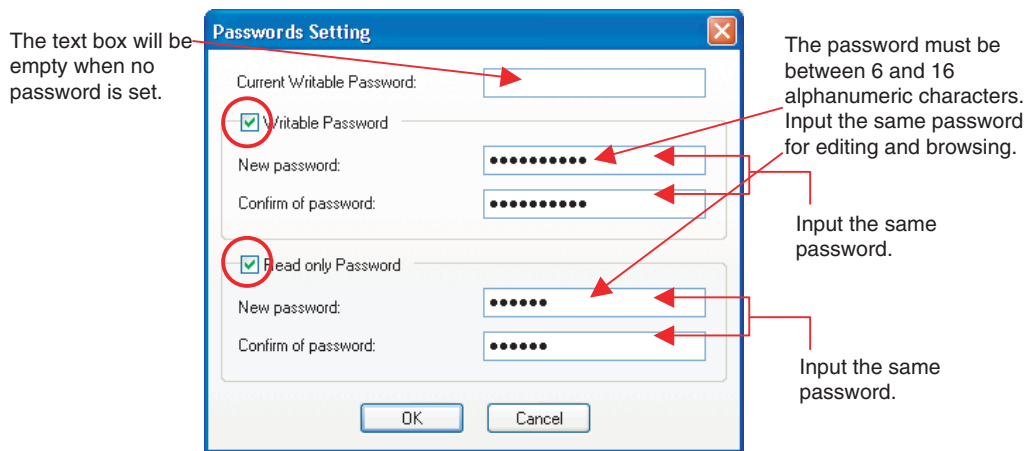 The text box will be
empty when no
password is set.
Passwords Setting
Current Writable Password:
Writable Password
New password:
●●●●●●●●●●
Confirm of password:
●●●●●●●●●●
Read only Password
New password:
●●●●●●
Confirm of password:
●●●●●●
OK
Cancel
The password must be
between 6 and 16
alphanumeric characters.
Input the same password
for editing and browsing.
Input the same
password.
Input the same
password.